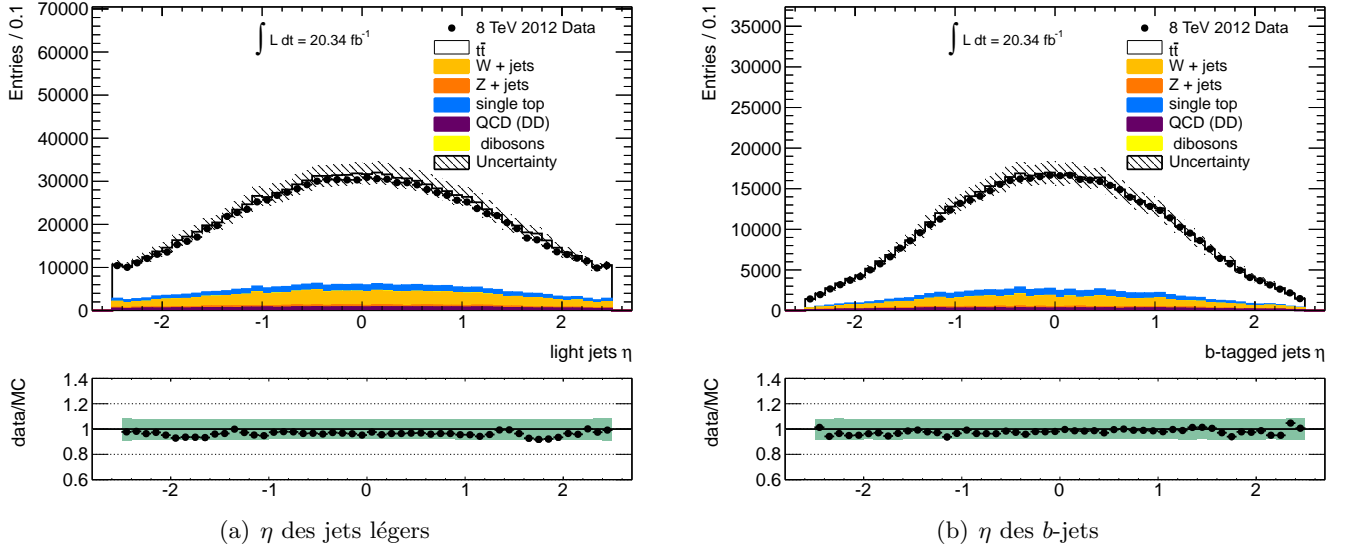 Entries / 0.1
70000
60000
50000
40000
30000
20000
10000
0
∫ L dt = 20.34 fb⁻¹
8 TeV 2012 Data
tt̄
W + jets
Z + jets
single top
QCD (DD)
dibosons
Uncertainty
-2 -1 0 1 2
light jets η
data/MC
1.4
1.2
1
0.8
0.6
-2 -1 0 1 2
(a) η des jets légers
Entries / 0.1
35000
30000
25000
20000
15000
10000
5000
0
∫ L dt = 20.34 fb⁻¹
8 TeV 2012 Data
tt̄
W + jets
Z + jets
single top
QCD (DD)
dibosons
Uncertainty
-2 -1 0 1 2
b-tagged jets η
data/MC
1.4
1.2
1
0.8
0.6
-2 -1 0 1 2
(b) η des b-jets